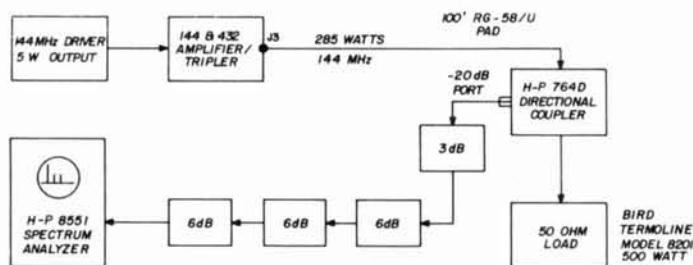 144MHz DRIVER
5 W OUTPUT
144 & 432
AMPLIFIER/
TRIPLER
J3
285 WATTS
144 MHz
100' RG-58/U
PAD
-20dB
PORT
H-P 764D
DIRECTIONAL
COUPLER
3dB
6dB
6dB
6dB
H-P 8551
SPECTRUM
ANALYZER
50 OHM
LOAD
BIRD
TERMOLINE
MODEL 8201
500 WATT